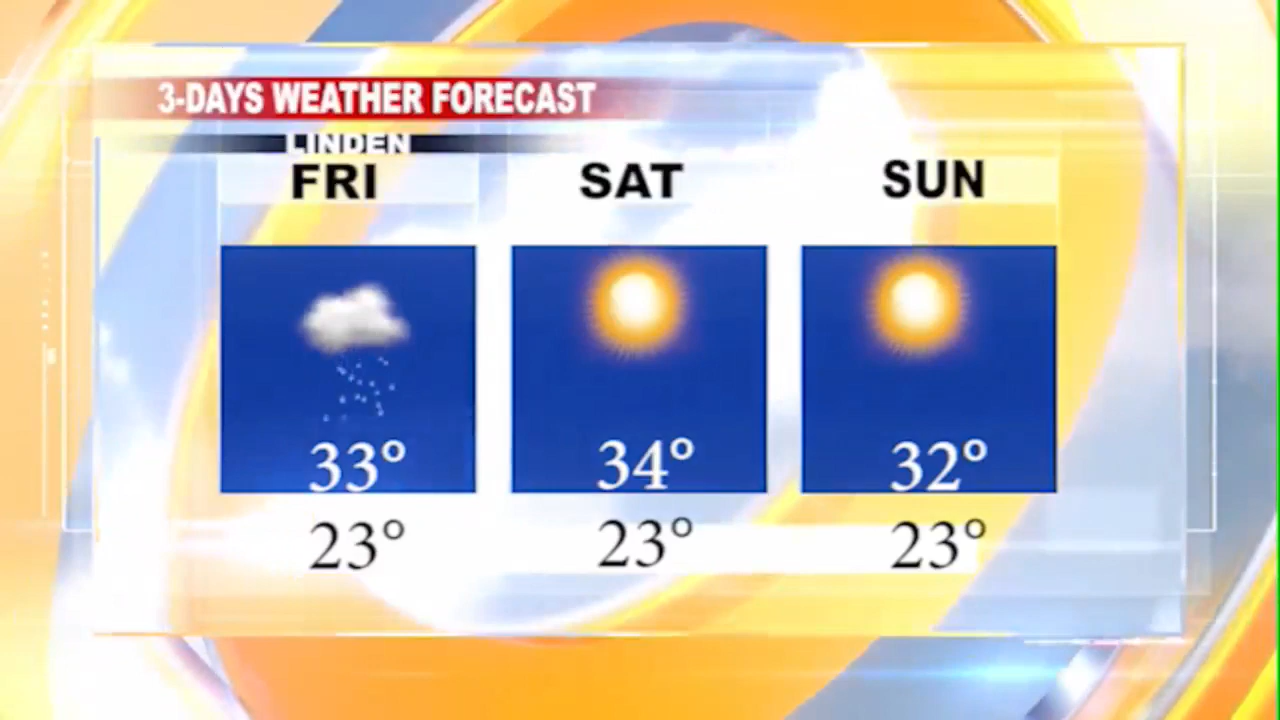 3-DAYS WEATHER FORECAST
LINDEN
FRI SAT SUN
33° 34° 32°
23° 23° 23°